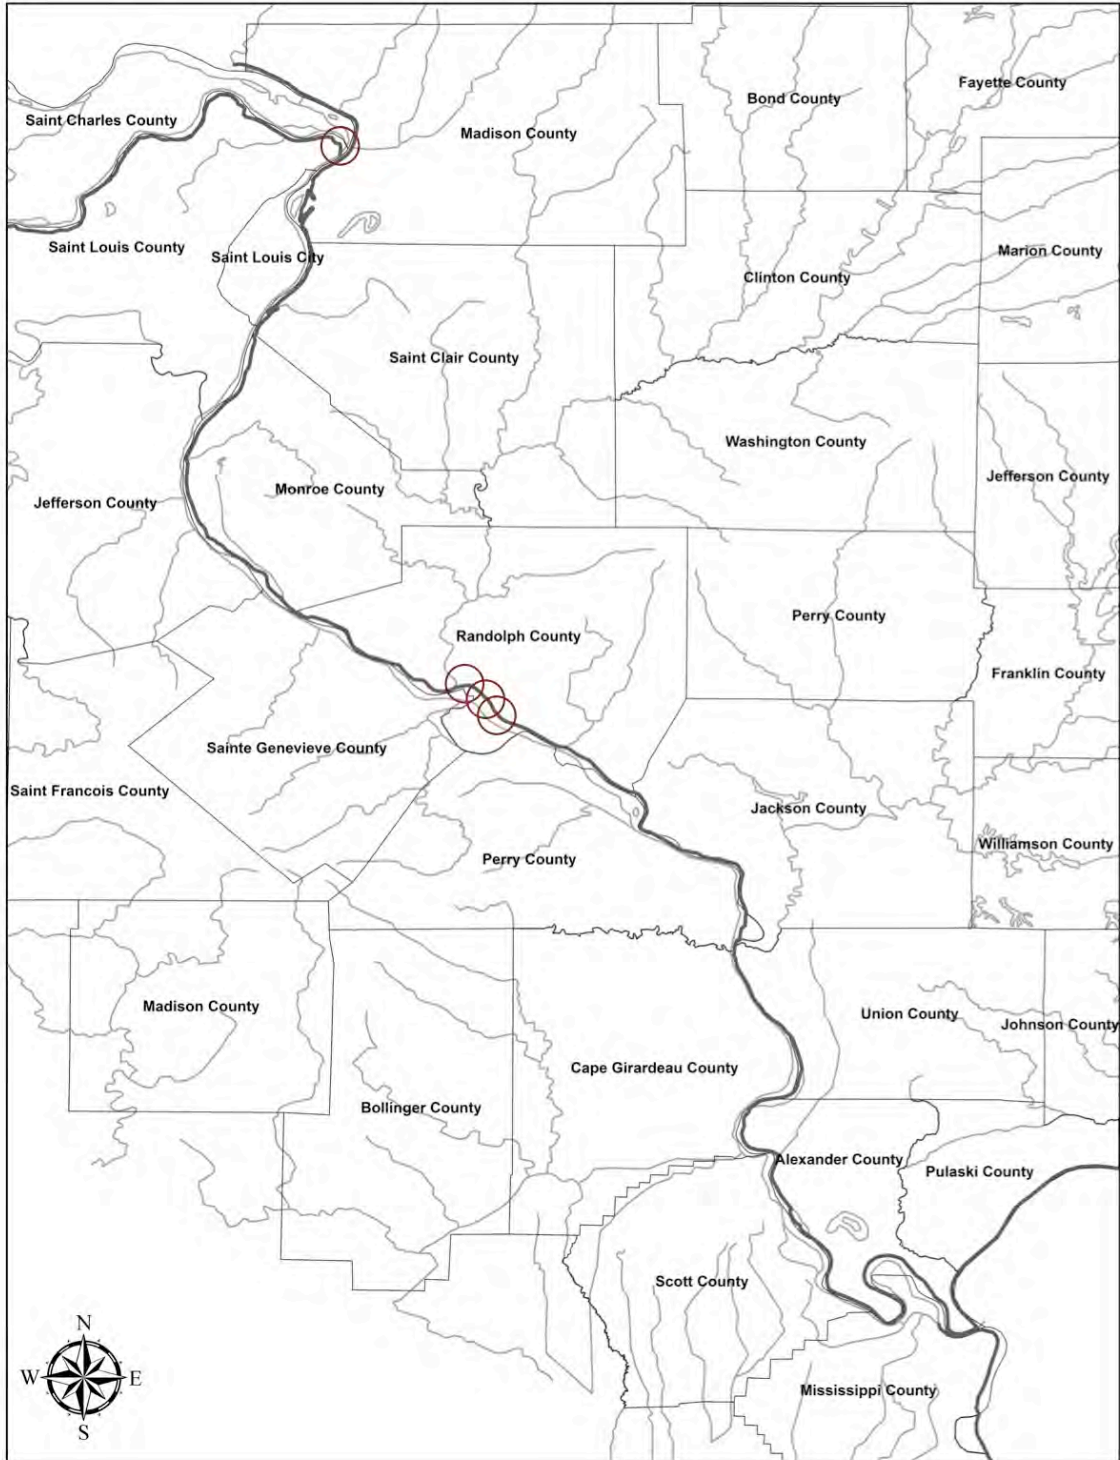 Fayette County
Bond County
Saint Charles County
Madison County
Saint Louis County
Saint Louis City
Marion County
Clinton County
Saint Clair County
Washington County
Jefferson County
Monroe County
Jefferson County
Perry County
Randolph County
Franklin County
Sainte Genevieve County
Saint Francois County
Jackson County
Williamson County
Perry County
Madison County
Union County
Johnson County
Cape Girardeau County
Bollinger County
Alexander County
Pulaski County
Scott County
N
W
E
S
Mississippi County